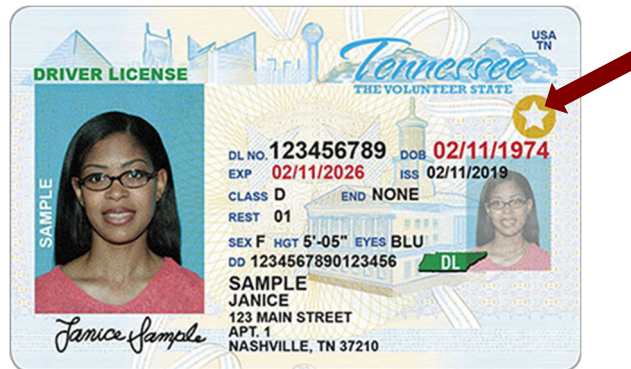 USA
TN
Tennessee
THE VOLUNTEER STATE
DRIVER LICENSE
DL NO. 123456789 DOB 02/11/1974
EXP 02/11/2026 ISS 02/11/2019
CLASS D END NONE
REST 01
SEX F HGT 5'-05" EYES BLU
DD 1234567890123456 DL
SAMPLE
JANICE
123 MAIN STREET
APT. 1
NASHVILLE, TN 37210
SAMPLE
Janice Sample